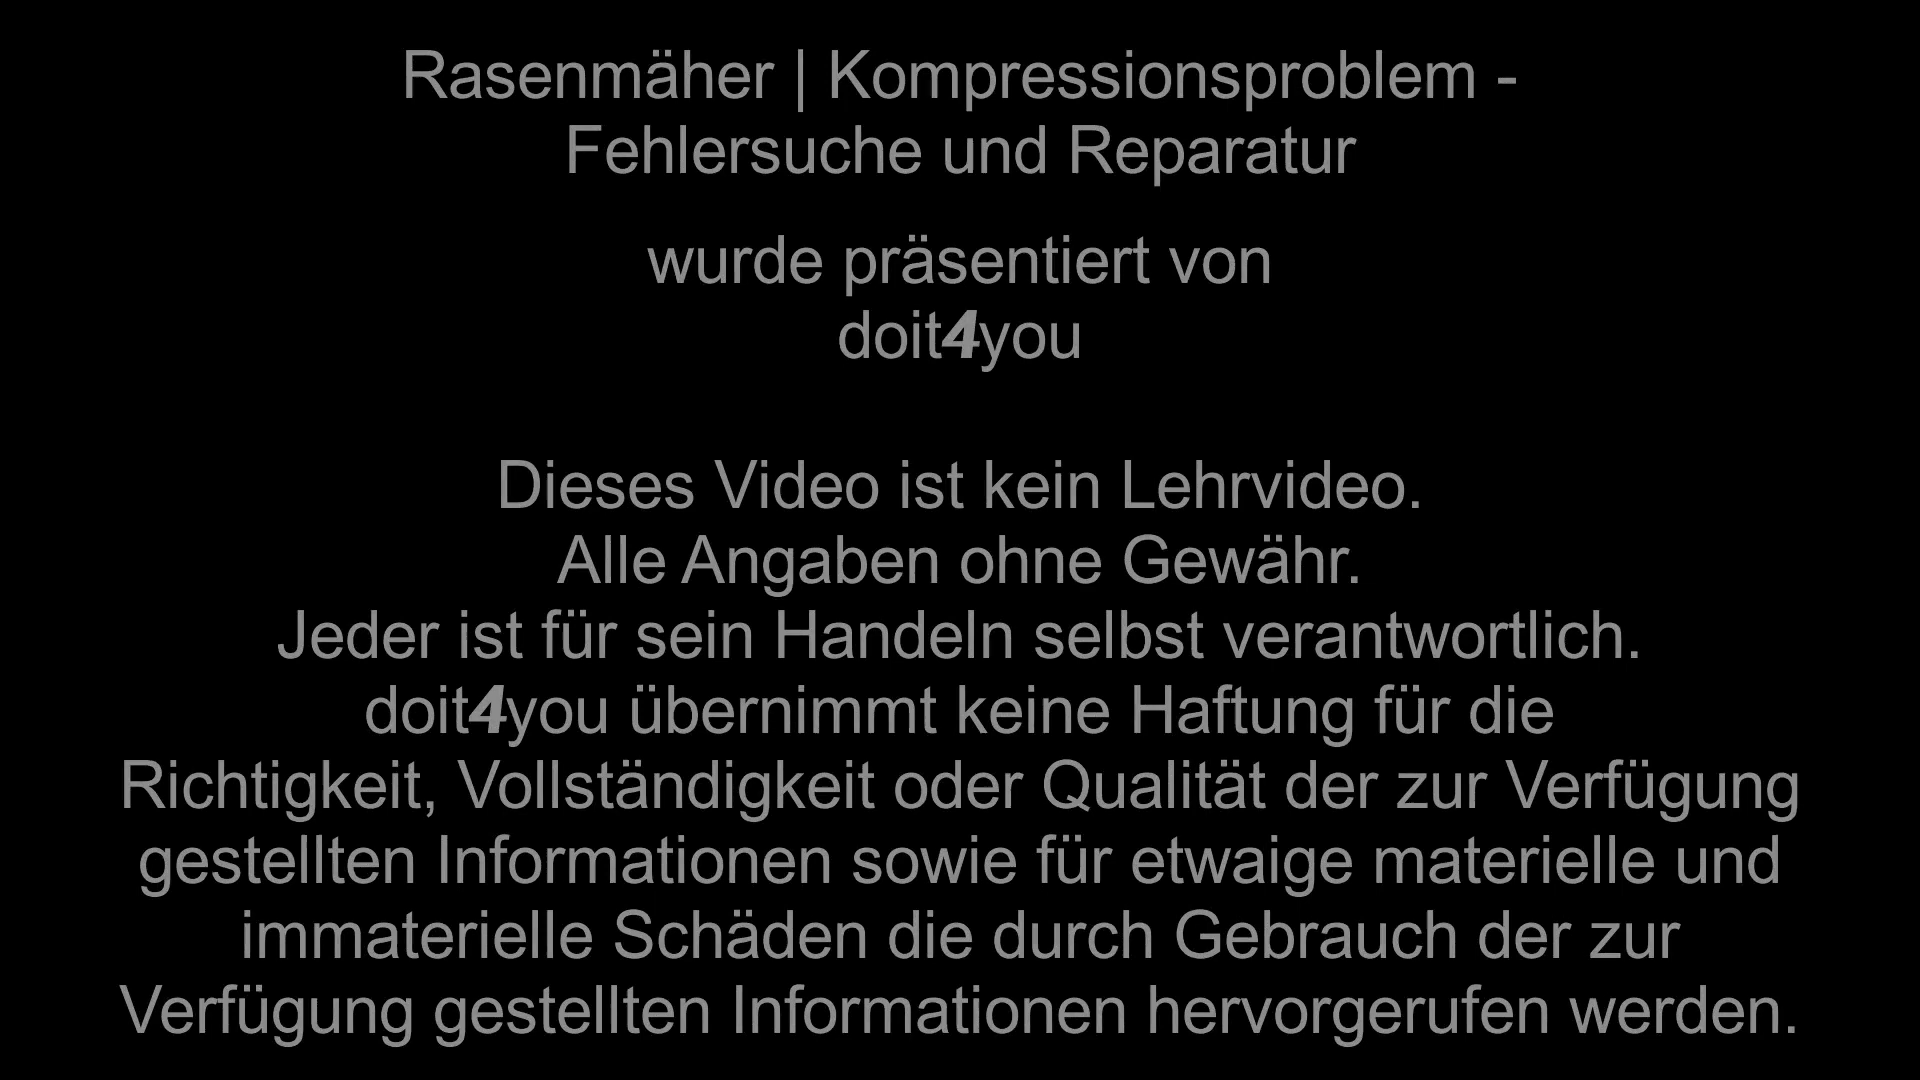 Rasenmäher | Kompressionsproblem -
Fehlersuche und Reparatur
wurde präsentiert von
doit4you
Dieses Video ist kein Lehrvideo.
Alle Angaben ohne Gewähr.
Jeder ist für sein Handeln selbst verantwortlich.
doit4you übernimmt keine Haftung für die
Richtigkeit, Vollständigkeit oder Qualität der zur Verfügung
gestellten Informationen sowie für etwaige materielle und
immaterielle Schäden die durch Gebrauch der zur
Verfügung gestellten Informationen hervorgerufen werden.